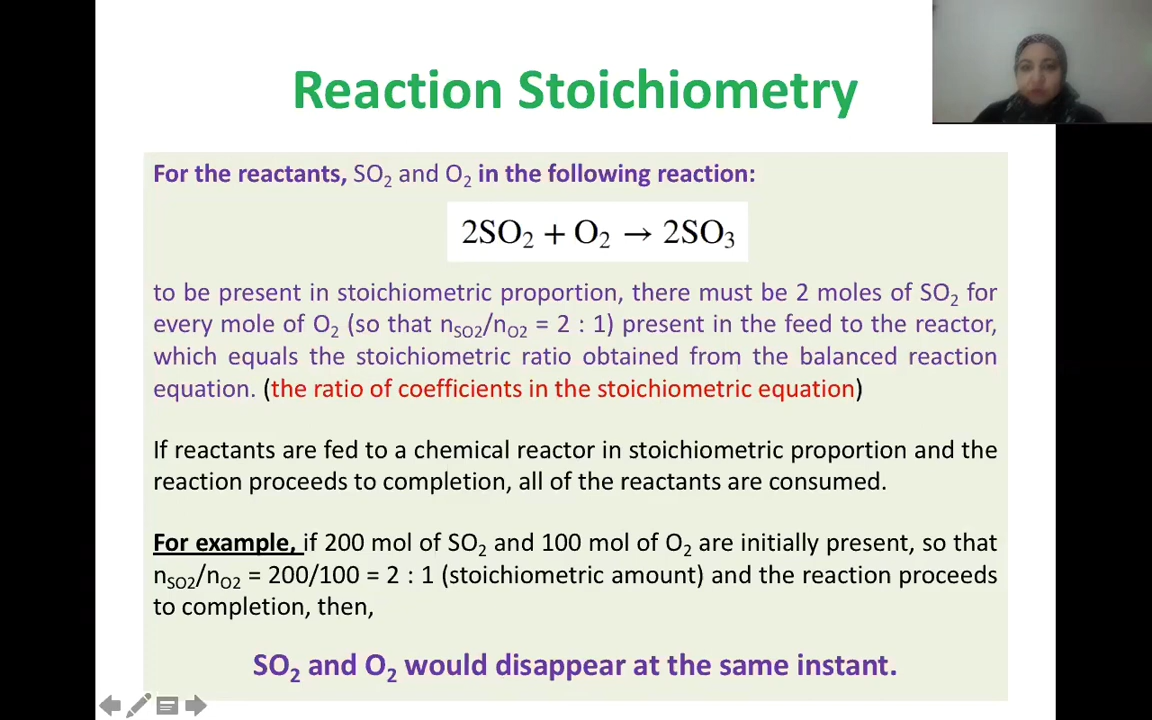 Reaction Stoichiometry
For the reactants, SO₂ and O₂ in the following reaction:
2SO₂ + O₂ → 2SO₃
to be present in stoichiometric proportion, there must be 2 moles of SO₂ for
every mole of O₂ (so that nSO2/nO2 = 2 : 1) present in the feed to the reactor,
which equals the stoichiometric ratio obtained from the balanced reaction
equation. (the ratio of coefficients in the stoichiometric equation)
If reactants are fed to a chemical reactor in stoichiometric proportion and the
reaction proceeds to completion, all of the reactants are consumed.
For example, if 200 mol of SO₂ and 100 mol of O₂ are initially present, so that
nSO2/nO2 = 200/100 = 2 : 1 (stoichiometric amount) and the reaction proceeds
to completion, then,
SO₂ and O₂ would disappear at the same instant.